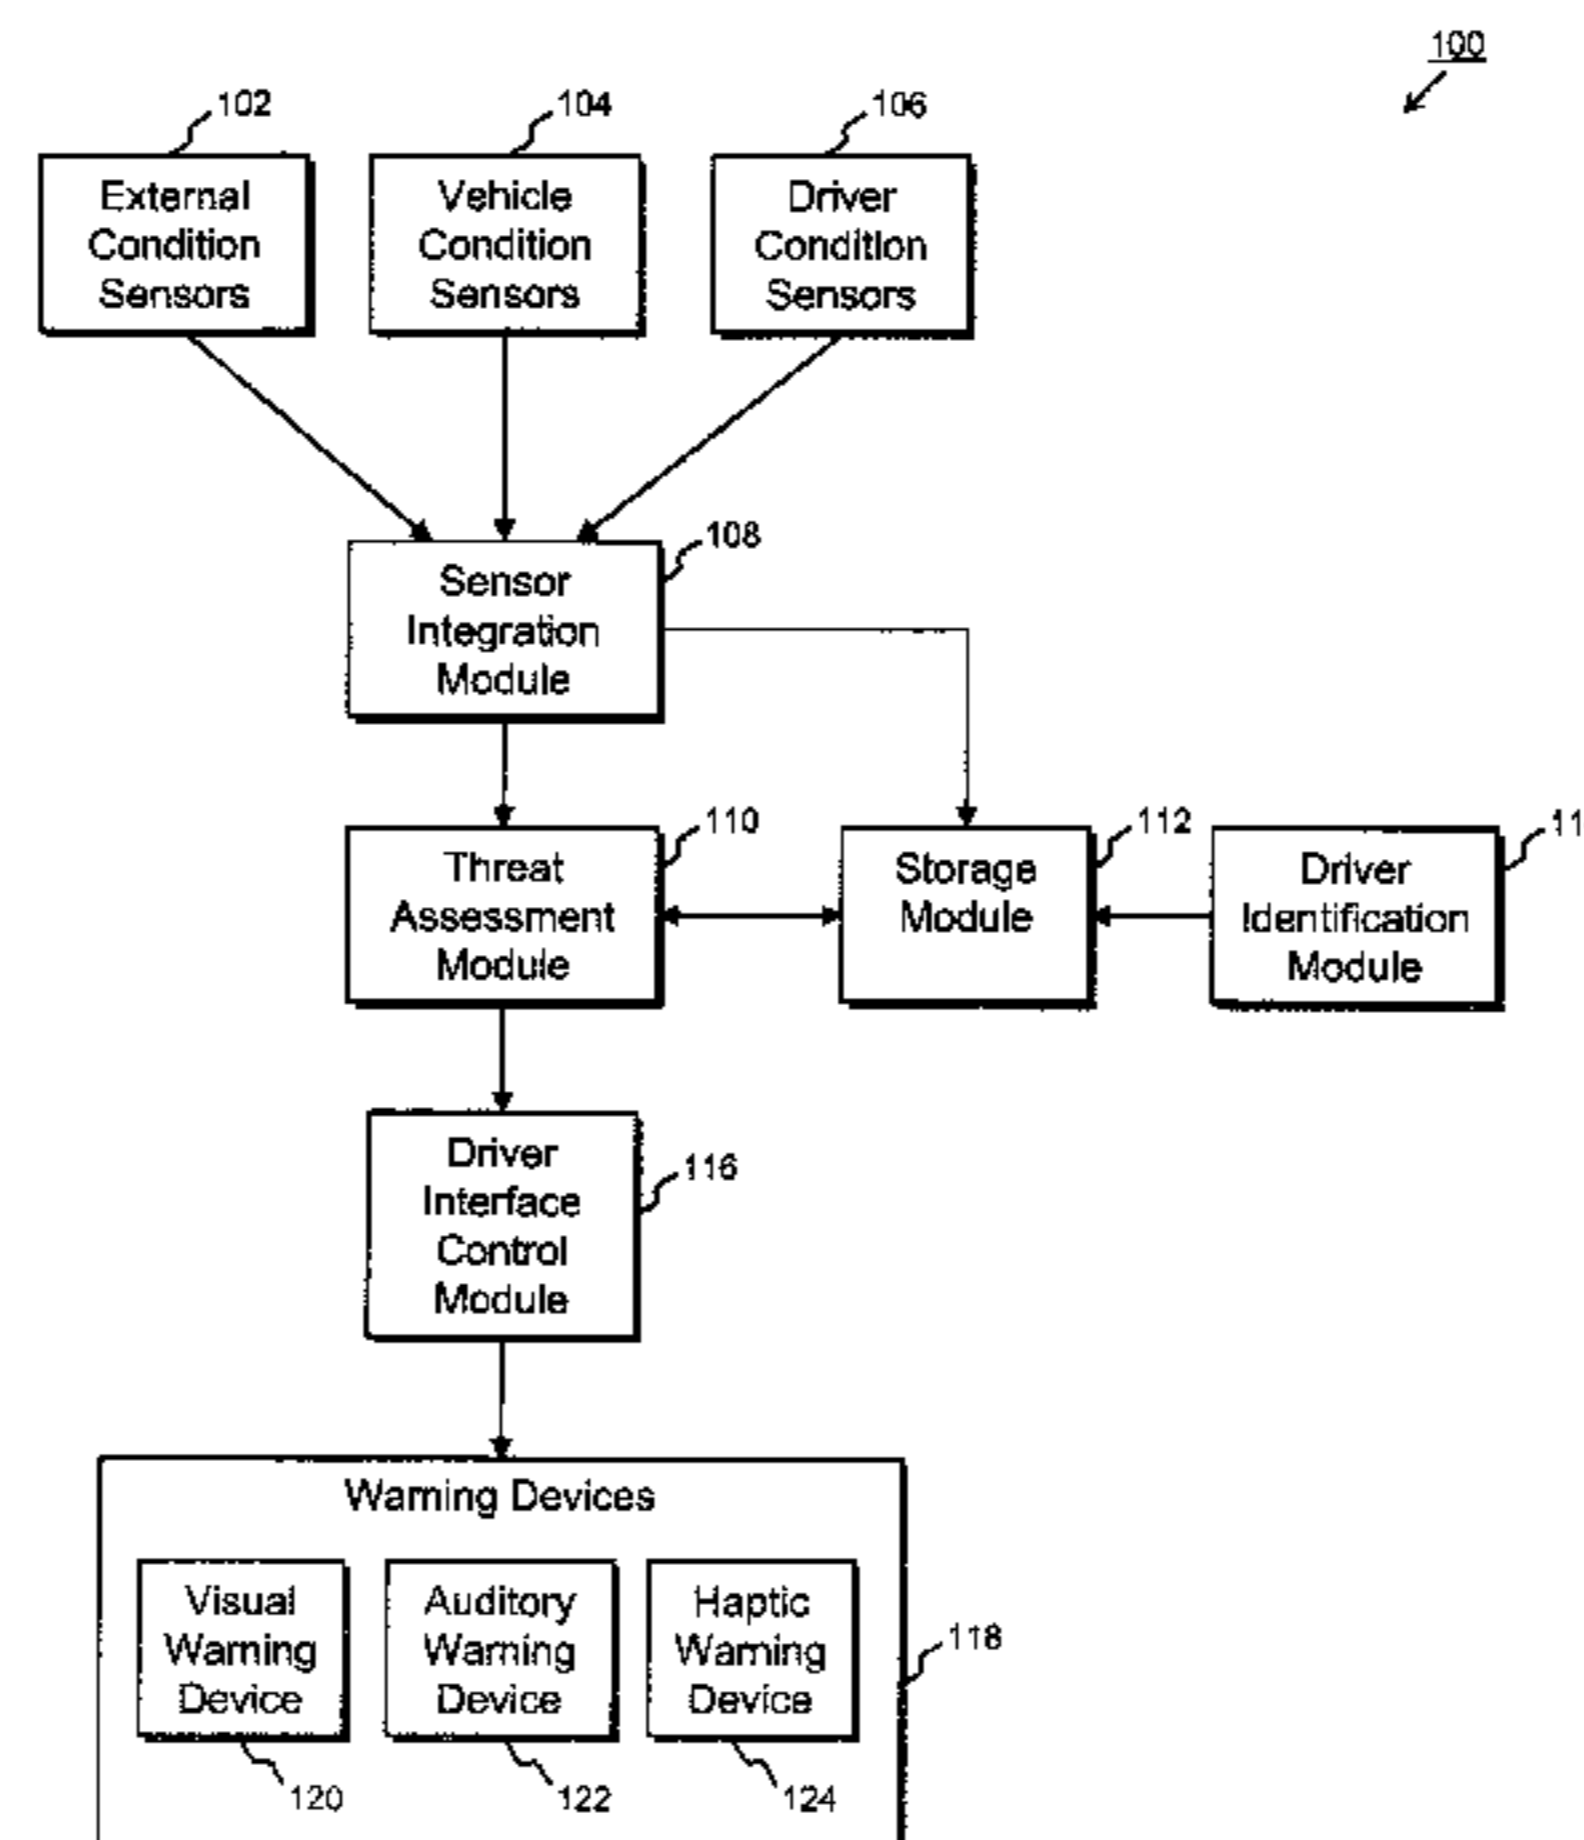 100
102
104
106
External
Condition
Sensors
Vehicle
Condition
Sensors
Driver
Condition
Sensors
108
Sensor
Integration
Module
110
Threat
Assessment
Module
112
Storage
Module
11
Driver
Identification
Module
116
Driver
Interface
Control
Module
Warning Devices
Visual
Warning
Device
Auditory
Warning
Device
Haptic
Warning
Device
118
120
122
124